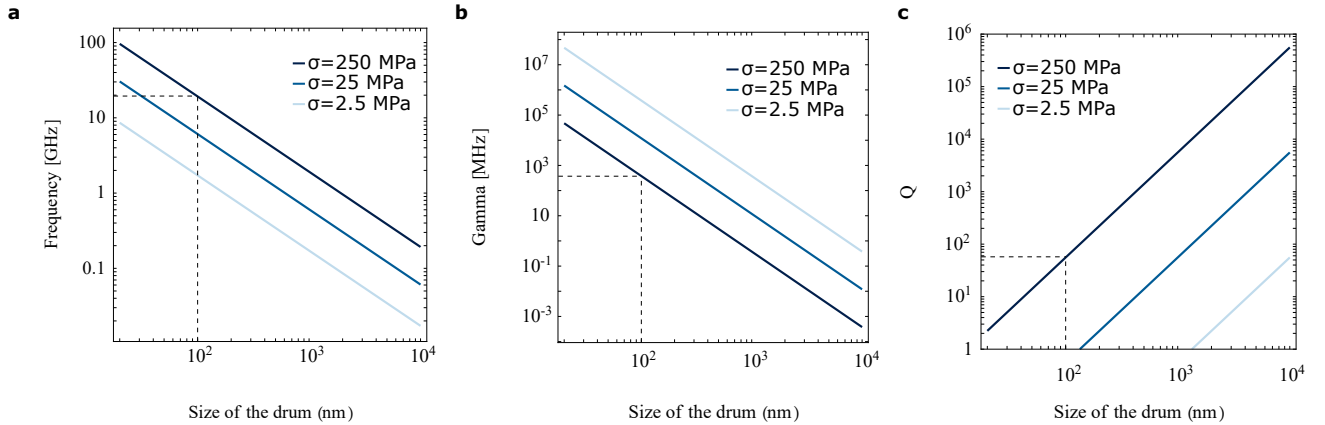 a
Frequency [GHz]
100
10
1
0.1
σ=250 MPa
σ=25 MPa
σ=2.5 MPa
10²
10³
10⁴
Size of the drum (nm)
b
Gamma [MHz]
10⁷
10⁵
10³
10
10⁻¹
10⁻³
σ=250 MPa
σ=25 MPa
σ=2.5 MPa
10²
10³
10⁴
Size of the drum (nm)
c
Q
10⁶
10⁵
10⁴
10³
10²
10¹
1
σ=250 MPa
σ=25 MPa
σ=2.5 MPa
10²
10³
10⁴
Size of the drum (nm)